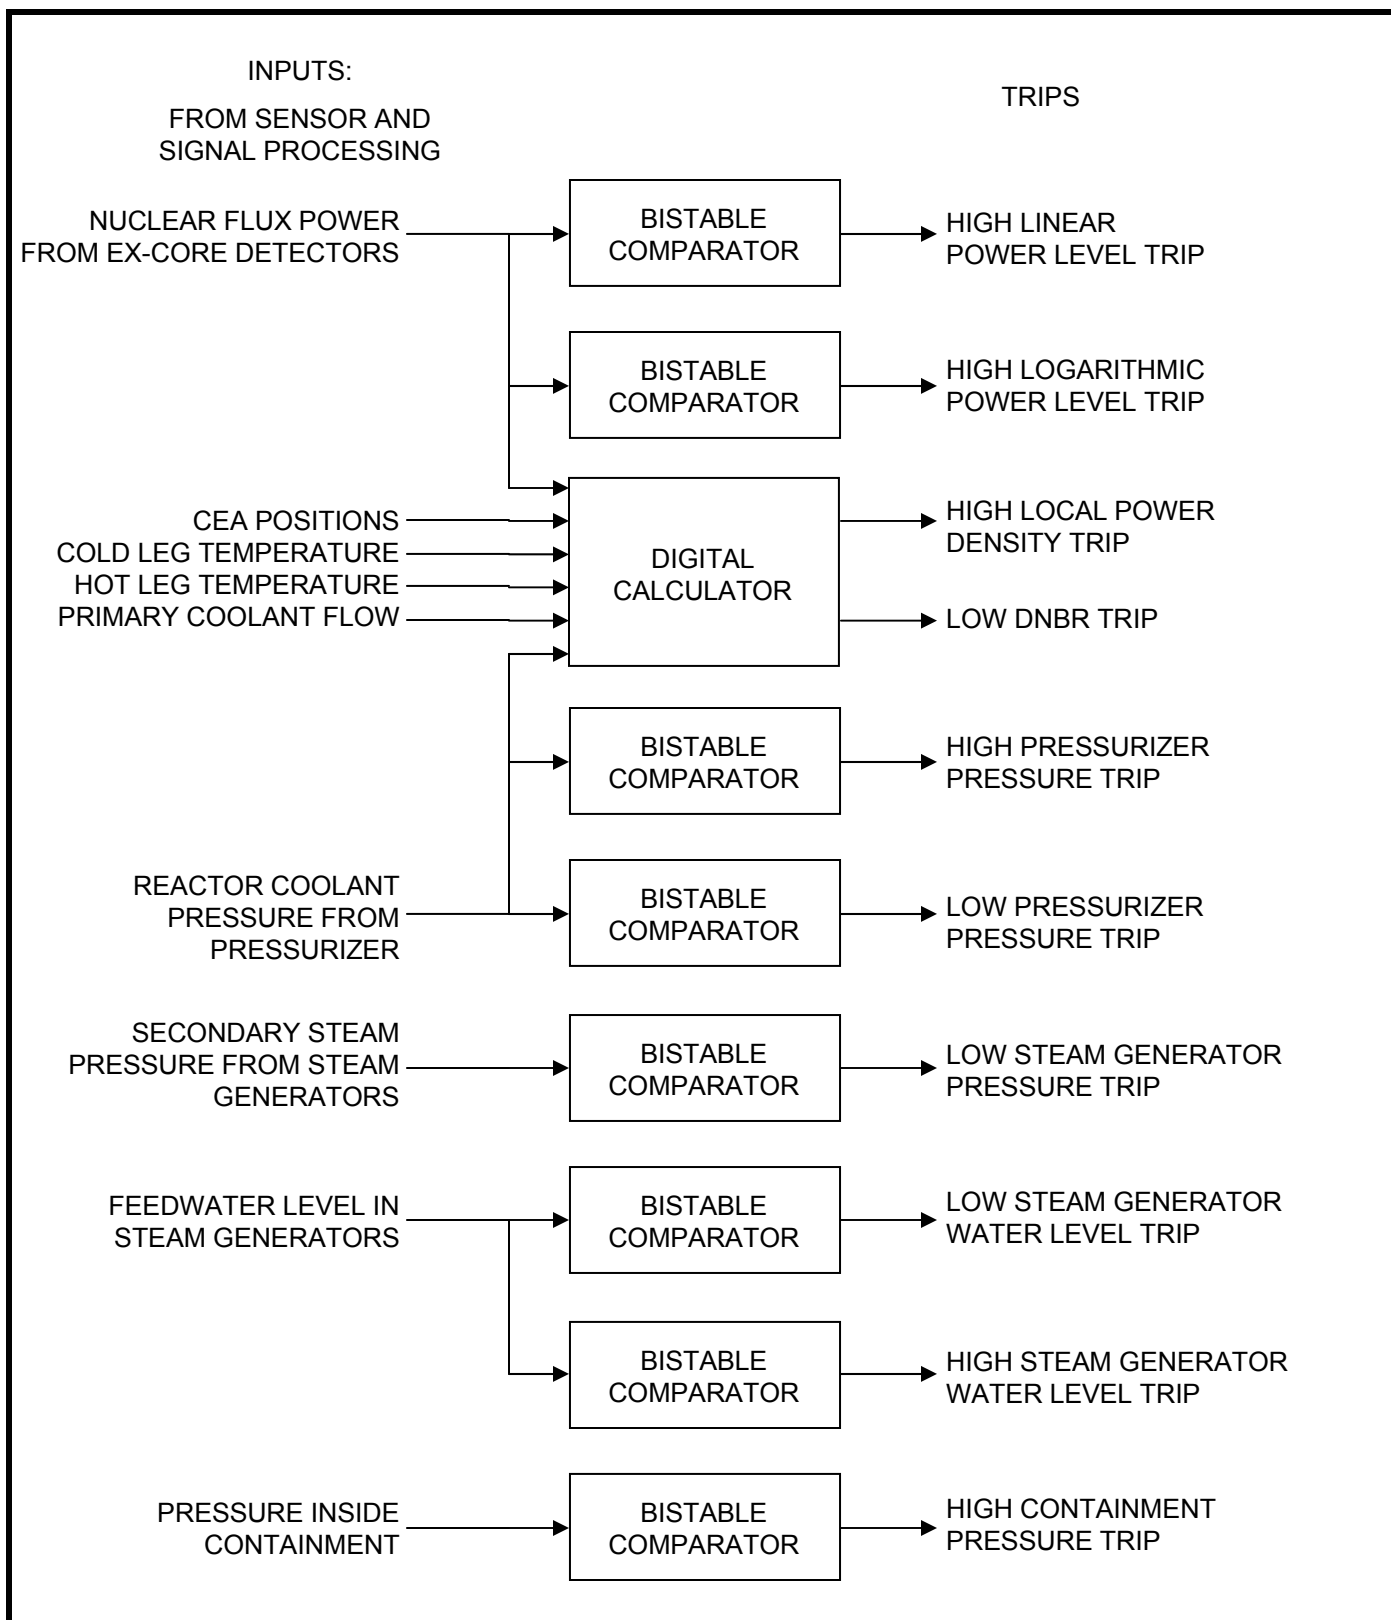 INPUTS:
FROM SENSOR AND
SIGNAL PROCESSING
TRIPS
NUCLEAR FLUX POWER
FROM EX-CORE DETECTORS
BISTABLE
COMPARATOR
HIGH LINEAR
POWER LEVEL TRIP
BISTABLE
COMPARATOR
HIGH LOGARITHMIC
POWER LEVEL TRIP
CEA POSITIONS
COLD LEG TEMPERATURE
HOT LEG TEMPERATURE
PRIMARY COOLANT FLOW
DIGITAL
CALCULATOR
HIGH LOCAL POWER
DENSITY TRIP
LOW DNBR TRIP
BISTABLE
COMPARATOR
HIGH PRESSURIZER
PRESSURE TRIP
REACTOR COOLANT
PRESSURE FROM
PRESSURIZER
BISTABLE
COMPARATOR
LOW PRESSURIZER
PRESSURE TRIP
SECONDARY STEAM
PRESSURE FROM STEAM
GENERATORS
BISTABLE
COMPARATOR
LOW STEAM GENERATOR
PRESSURE TRIP
FEEDWATER LEVEL IN
STEAM GENERATORS
BISTABLE
COMPARATOR
LOW STEAM GENERATOR
WATER LEVEL TRIP
BISTABLE
COMPARATOR
HIGH STEAM GENERATOR
WATER LEVEL TRIP
PRESSURE INSIDE
CONTAINMENT
BISTABLE
COMPARATOR
HIGH CONTAINMENT
PRESSURE TRIP